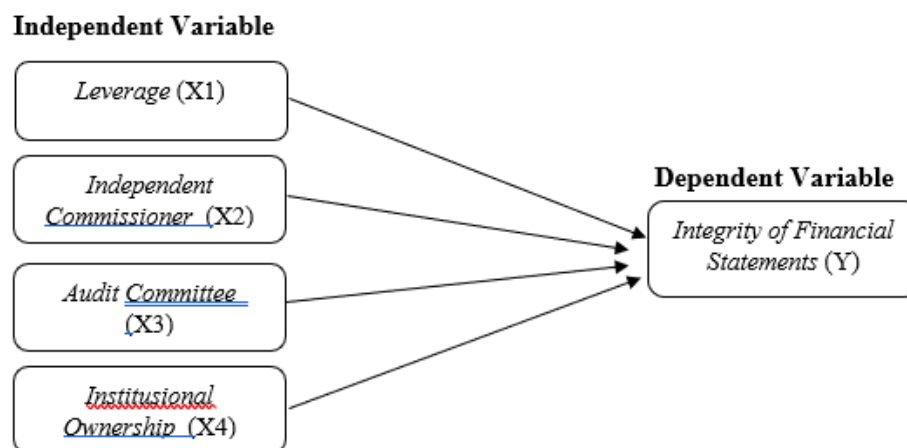 Independent Variable
Leverage (X1)
Independent
Commissioner (X2)
Audit Committee
(X3)
Institusional
Ownership (X4)
Dependent Variable
Integrity of Financial
Statements (Y)